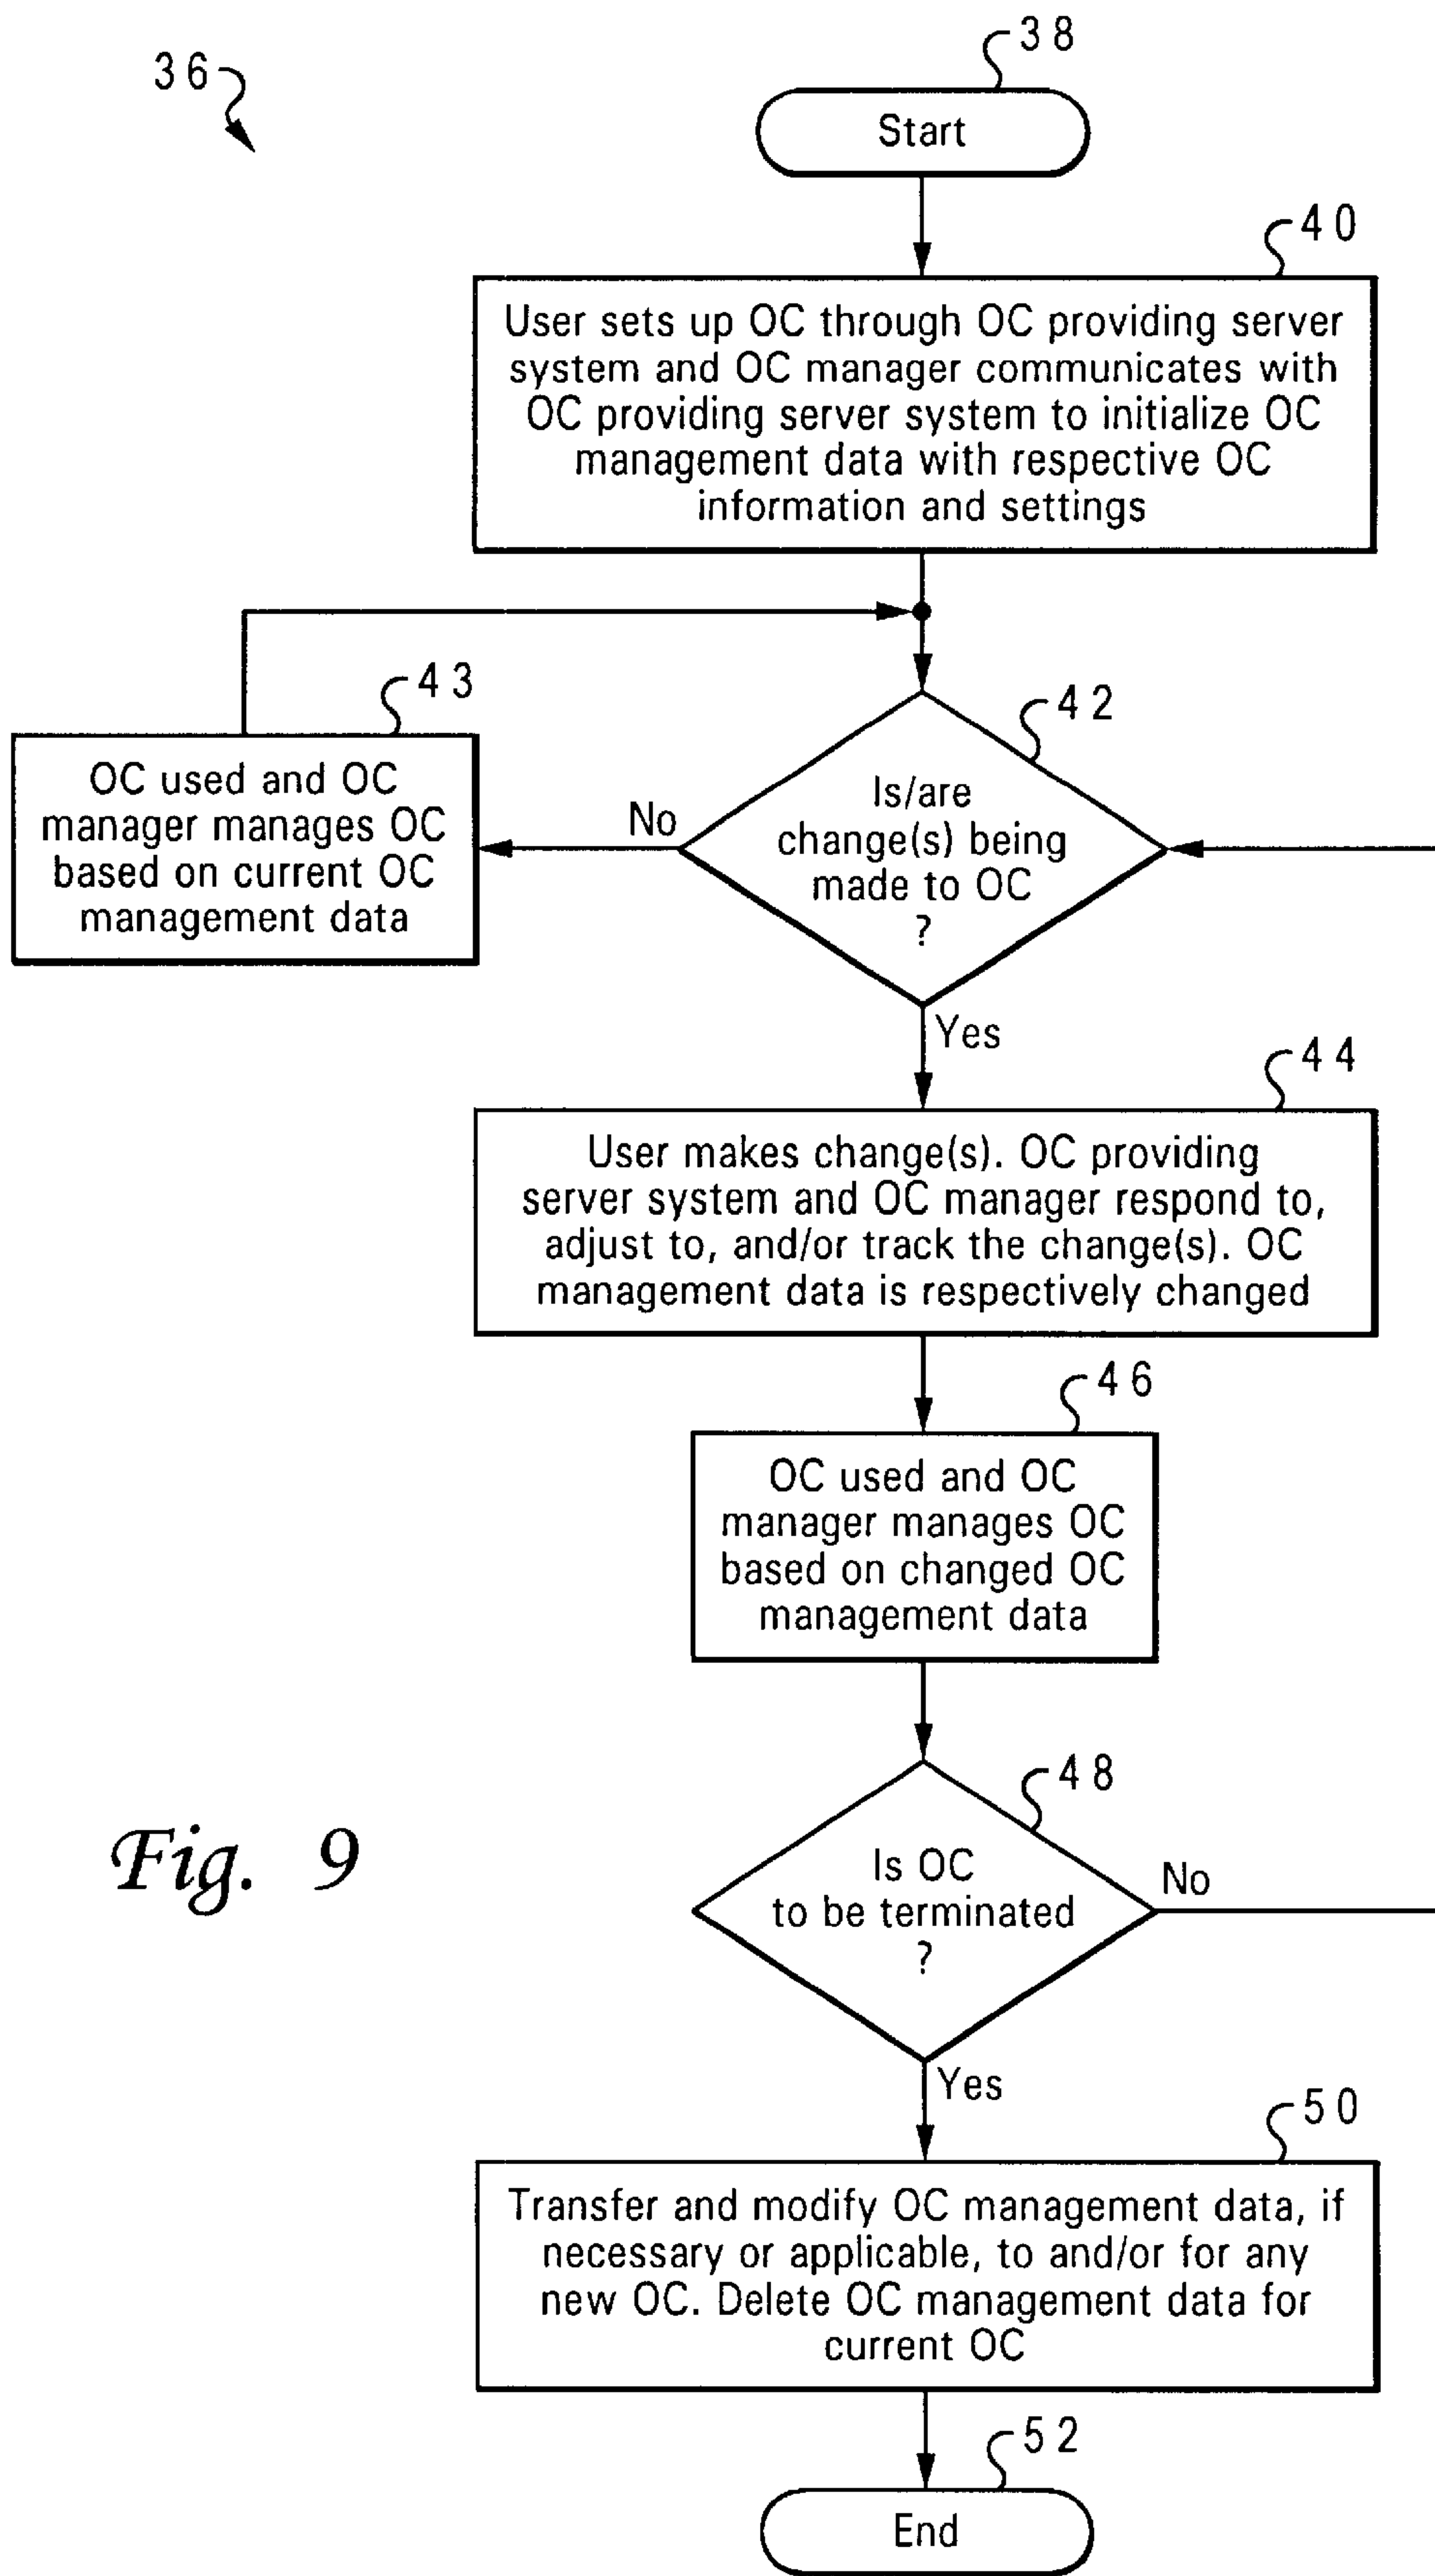 36
38
Start
40
User sets up OC through OC providing server
system and OC manager communicates with
OC providing server system to initialize OC
management data with respective OC
information and settings
43
OC used and OC
manager manages OC
based on current OC
management data
No
42
Is/are
change(s) being
made to OC
?
Yes
44
User makes change(s). OC providing
server system and OC manager respond to,
adjust to, and/or track the change(s). OC
management data is respectively changed
46
OC used and OC
manager manages OC
based on changed OC
management data
48
Is OC
to be terminated
?
No
Fig. 9
Yes
50
Transfer and modify OC management data, if
necessary or applicable, to and/or for any
new OC. Delete OC management data for
current OC
52
End